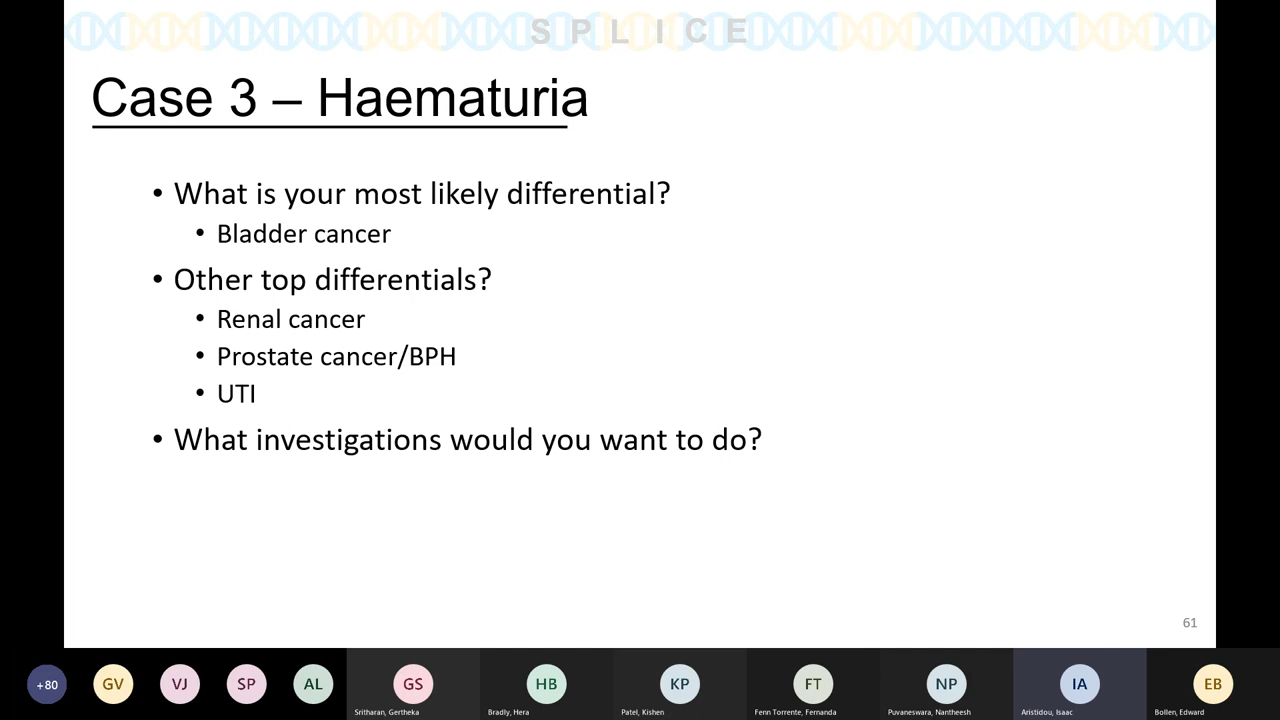 S P L I C E
Case 3 – Haematuria
• What is your most likely differential?
• Bladder cancer
• Other top differentials?
• Renal cancer
• Prostate cancer/BPH
• UTI
• What investigations would you want to do?
61
+80
GV
VJ
SP
AL
GS
HB
KP
FT
NP
IA
EB
Sritharan, Gertheka
Bradly, Hera
Patel, Kishen
Fenn Torrente, Fernanda
Puvaneswara, Nantheesh
Aristidou, Isaac
Bollen, Edward